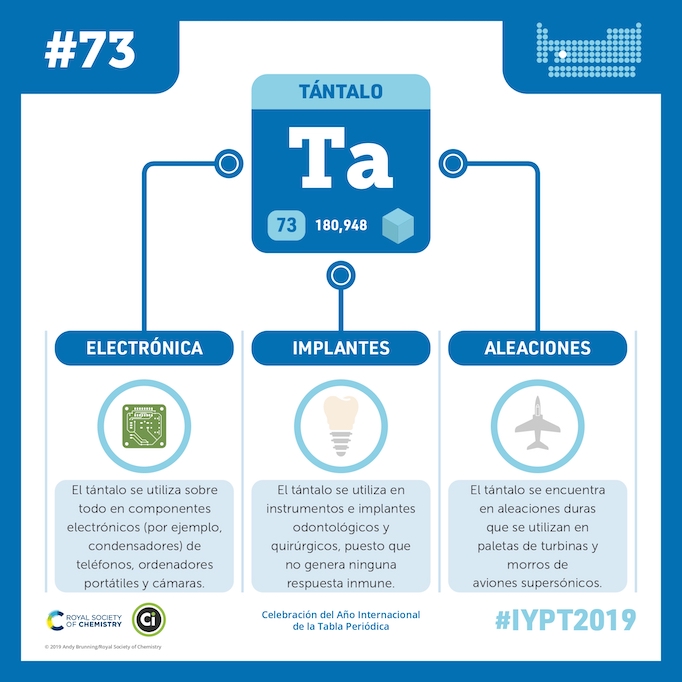 #73
TÁNTALO
Ta
73 180,948
ELECTRÓNICA
El tántalo se utiliza sobre
todo en componentes
electrónicos (por ejemplo,
condensadores) de
teléfonos, ordenadores
portátiles y cámaras.
IMPLANTES
El tántalo se utiliza en
instrumentos e implantes
odontológicos y
quirúrgicos, puesto que
no genera ninguna
respuesta inmune.
ALEACIONES
El tántalo se encuentra
en aleaciones duras
que se utilizan en
paletas de turbinas y
morros de
aviones supersónicos.
ROYAL SOCIETY
OF CHEMISTRY
Ci
© 2019 Andy Brunning/Royal Society of Chemistry
Celebración del Año Internacional
de la Tabla Periódica
#IYPT2019